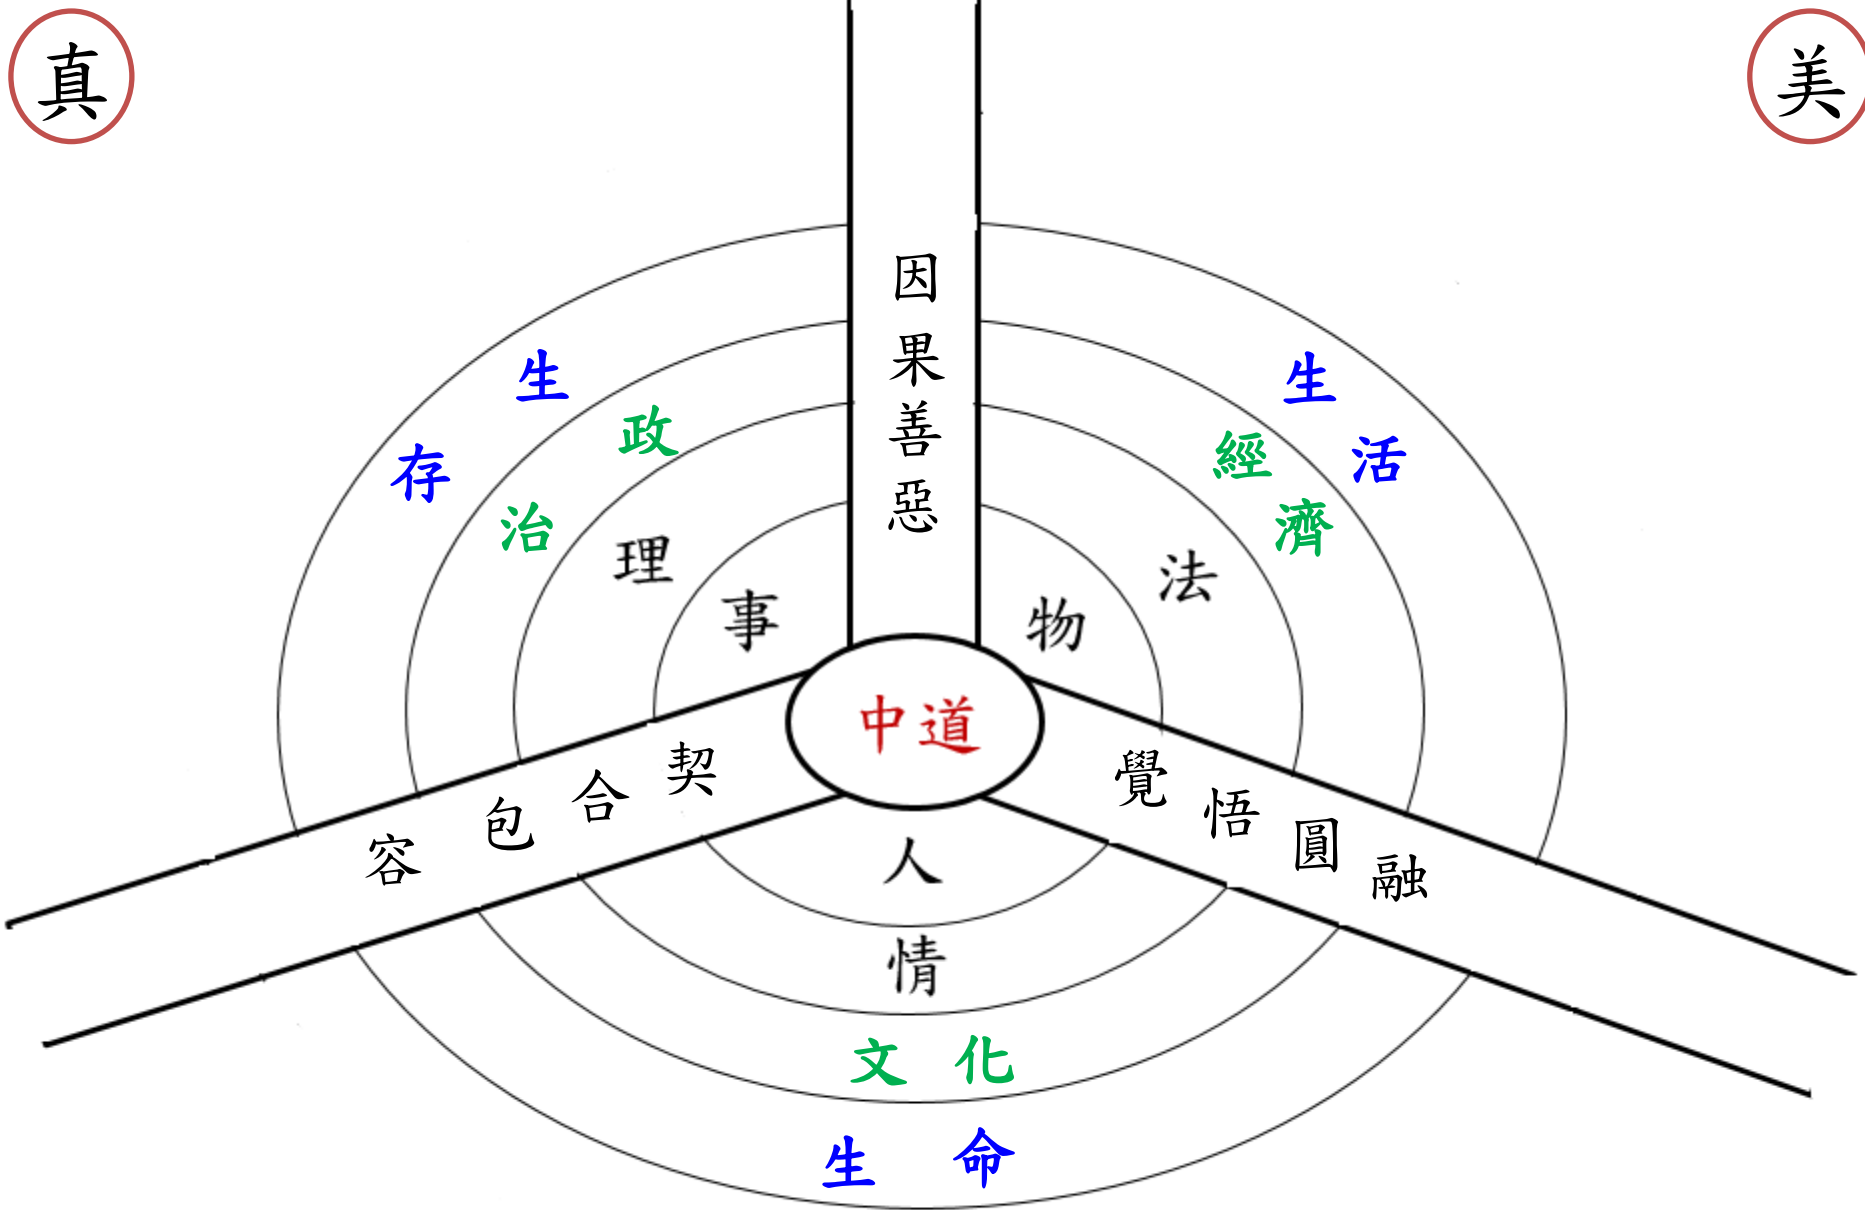 真
美
因果善惡
生存
政治
理
事
生活
經濟
法
物
中道
契合包容
覺悟圓融
人
情
文化
生命